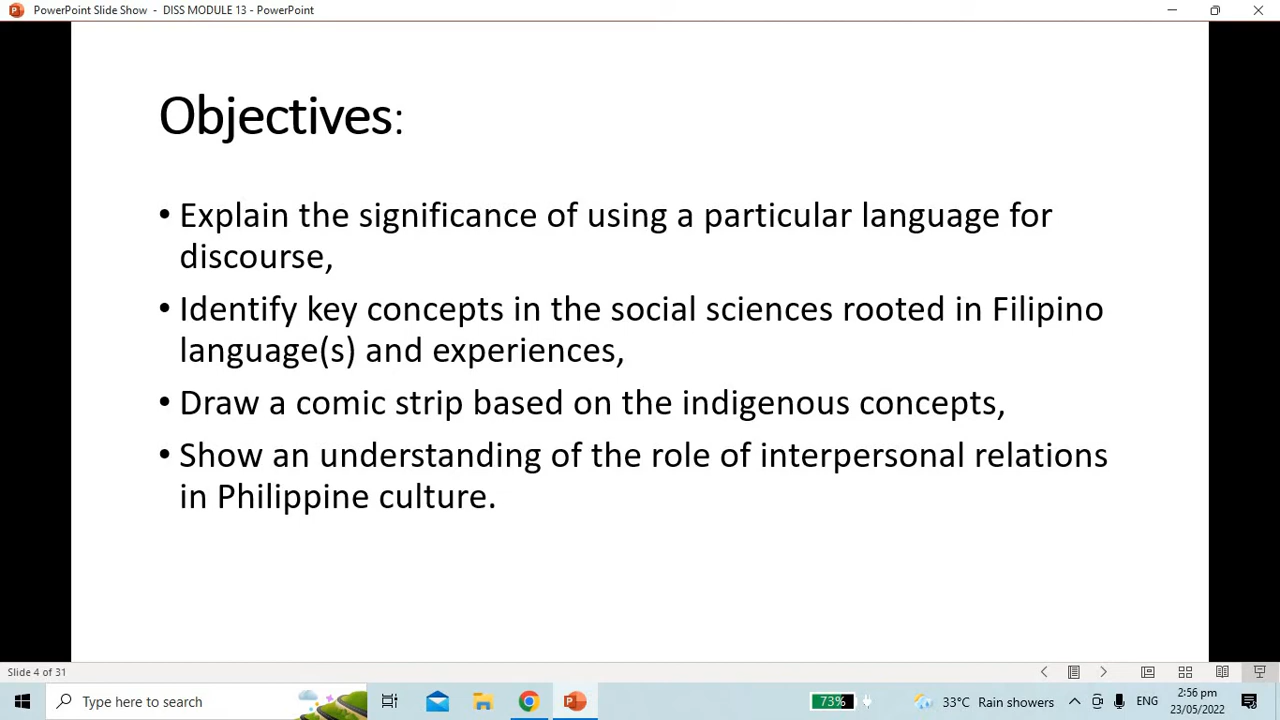 PowerPoint Slide Show - DISS MODULE 13 - PowerPoint
Objectives:
• Explain the significance of using a particular language for
discourse,
• Identify key concepts in the social sciences rooted in Filipino
language(s) and experiences,
• Draw a comic strip based on the indigenous concepts,
• Show an understanding of the role of interpersonal relations
in Philippine culture.
Slide 4 of 31
Type here to search
73%
33°C Rain showers
ENG
2:56 pm
23/05/2022